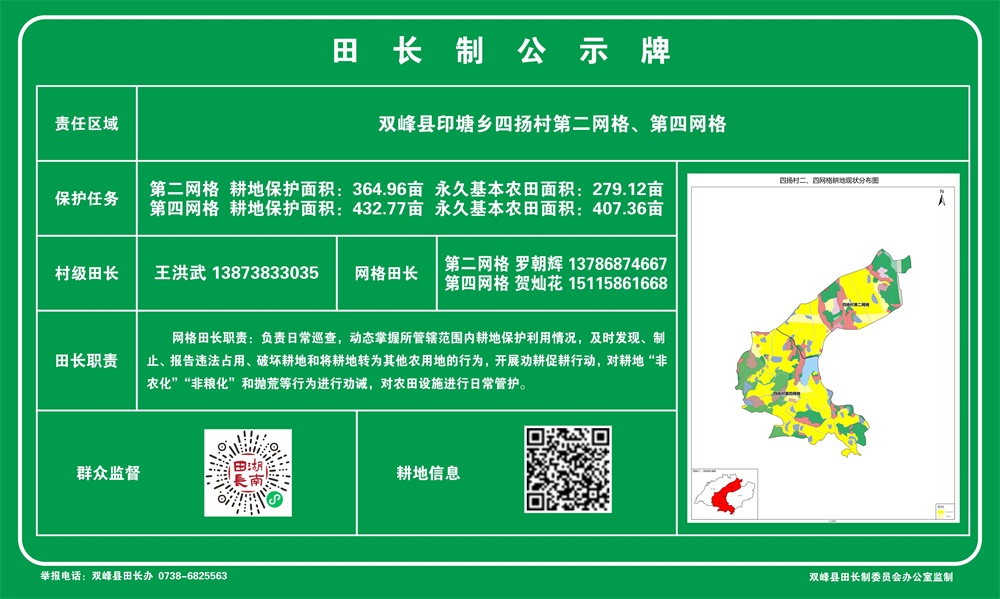 田长制公示牌
责任区域
双峰县印塘乡四扬村第二网格、第四网格
保护任务
第二网格 耕地保护面积：364.96亩 永久基本农田面积：279.12亩
第四网格 耕地保护面积：432.77亩 永久基本农田面积：407.36亩
村级田长
王洪武 13873833035
网格田长
第二网格 罗朝辉 13786874667
第四网格 贺灿花 15115861668
田长职责
网格田长职责：负责日常巡查，动态掌握所管辖范围内耕地保护利用情况，及时发现、制
止、报告违法占用、破坏耕地和将耕地转为其他农用地的行为，开展劝耕促耕行动，对耕地“非
农化”“非粮化”和抛荒等行为进行劝诫，对农田设施进行日常管护。
四扬村二、四网格耕地现状分布图
N
四扬村第二网格
四扬村第四网格
群众监督
湖南
田長
耕地信息
举报电话：双峰县田长办 0738-6825563
双峰县田长制委员会办公室监制